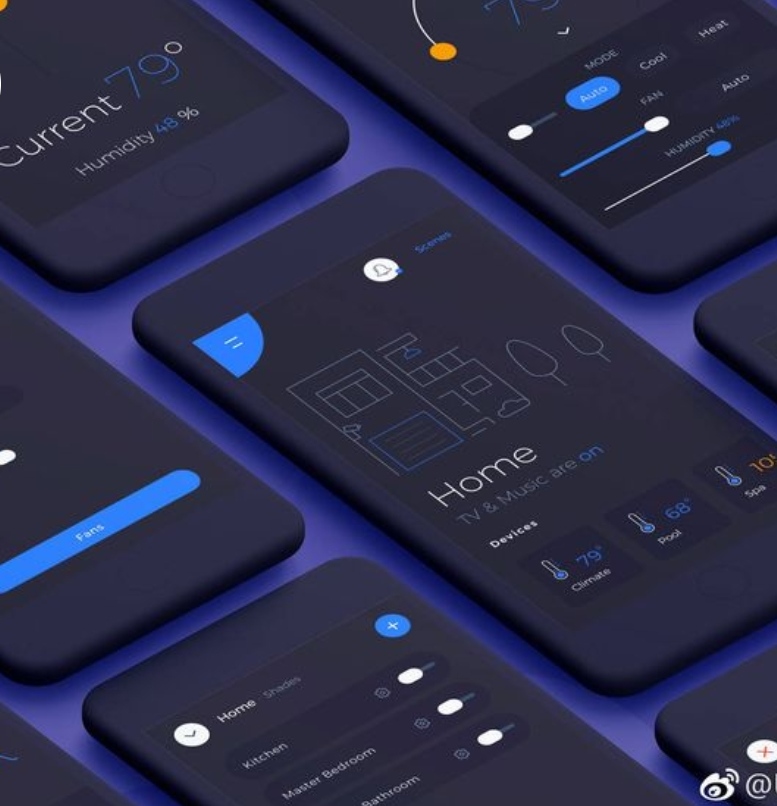 Current 79°
Humidity 48 %
79
MODE
Auto
Cool
Heat
FAN
Auto
HUMIDITY 48%
Scenes
Home
TV & Music are on
Devices
79°
Climate
68°
Pool
10
Spa
Fans
Home Shades
Kitchen
Master Bedroom
Bathroom
@